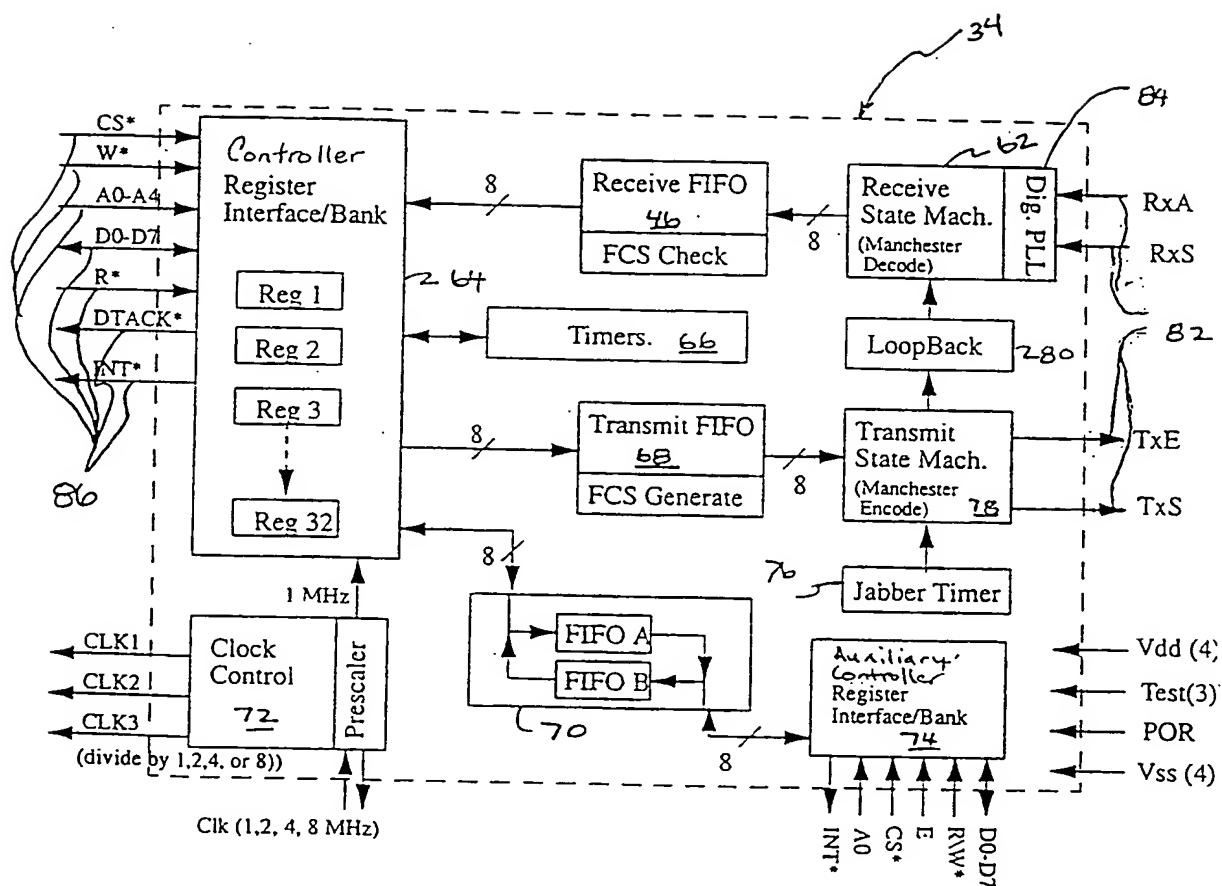 34
84
CS*
W*
A0-A4
D0-D7
R*
DTACK*
INT*
86
Controller
Register
Interface/Bank
Reg 1
Reg 2
Reg 3
Reg 32
64
8
Receive FIFO
46
FCS Check
8
62
Receive
State Mach.
(Manchester
Decode)
Dig. PLL
RxA
RxS
82
Timers. 66
LoopBack
280
8
Transmit FIFO
68
FCS Generate
8
Transmit
State Mach.
(Manchester
Encode)
78
TxE
TxS
76
Jabber Timer
8
1 MHz
CLK1
CLK2
CLK3
(divide by 1,2,4, or 8))
Clock
Control
72
Prescaler
Clk (1,2, 4, 8 MHz)
FIFO A
FIFO B
70
8
Auxiliary
Controller
Register
Interface/Bank
74
Vdd (4)
Test(3)
POR
Vss (4)
INT*
A0
CS*
E
R\W*
D0-D7